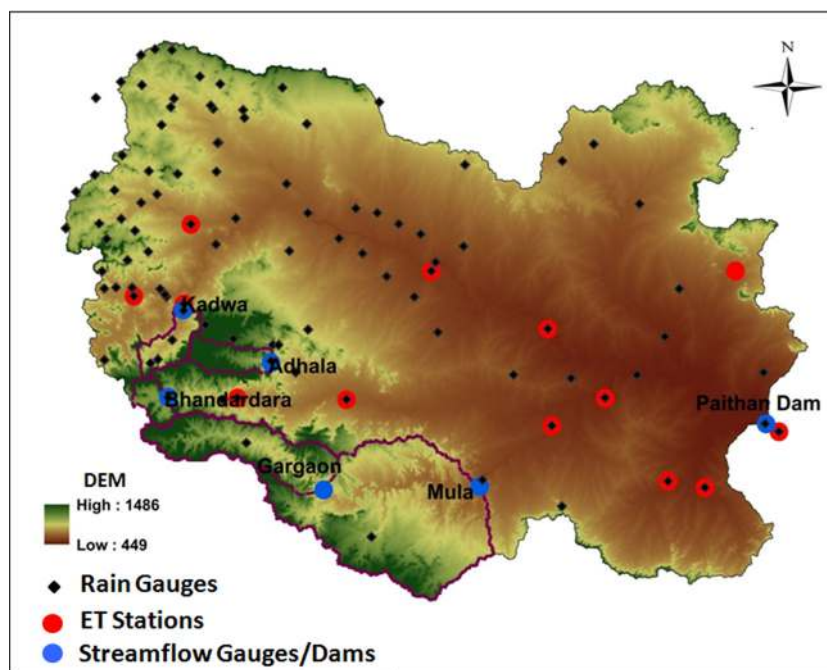 N
Kadwa
Adhala
Bhandardara
Paithan Dam
Gargaon
Mula
DEM
High : 1486
Low : 449
Rain Gauges
ET Stations
Streamflow Gauges/Dams